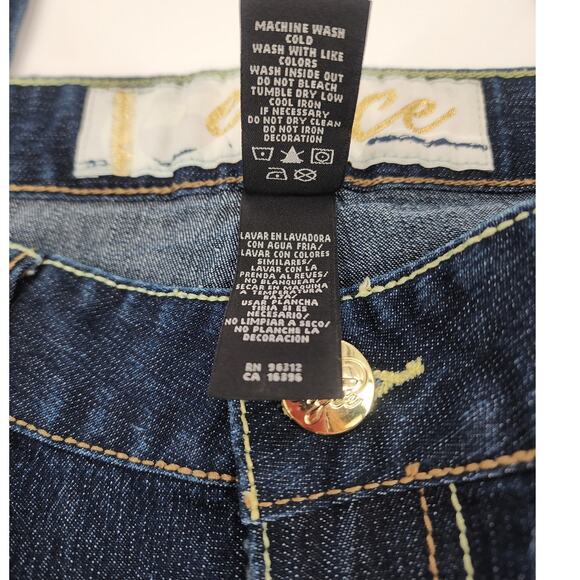 MACHINE WASH
COLD
WASH WITH LIKE
COLORS
WASH INSIDE OUT
DO NOT BLEACH
TUMBLE DRY LOW
COOL IRON
IF NECESSARY
DO NOT DRY CLEAN
DO NOT IRON
DECORATION
LAVAR EN LAVADORA
CON AGUA FRIA/
LAVAR CON COLORES
SIMILARES/
LAVAR CON LA
PRENDA AL REVES/
NO BLANQUEAR/
SECAR EN MAQUINA
A TEMPERATURA
BAJA/
USAR PLANCHA
TIBIA SI ES
NECESARIO/
NO LIMPIAR A SECO/
NO PLANCHE LA
DECORACION
RN 96312
CA 16396